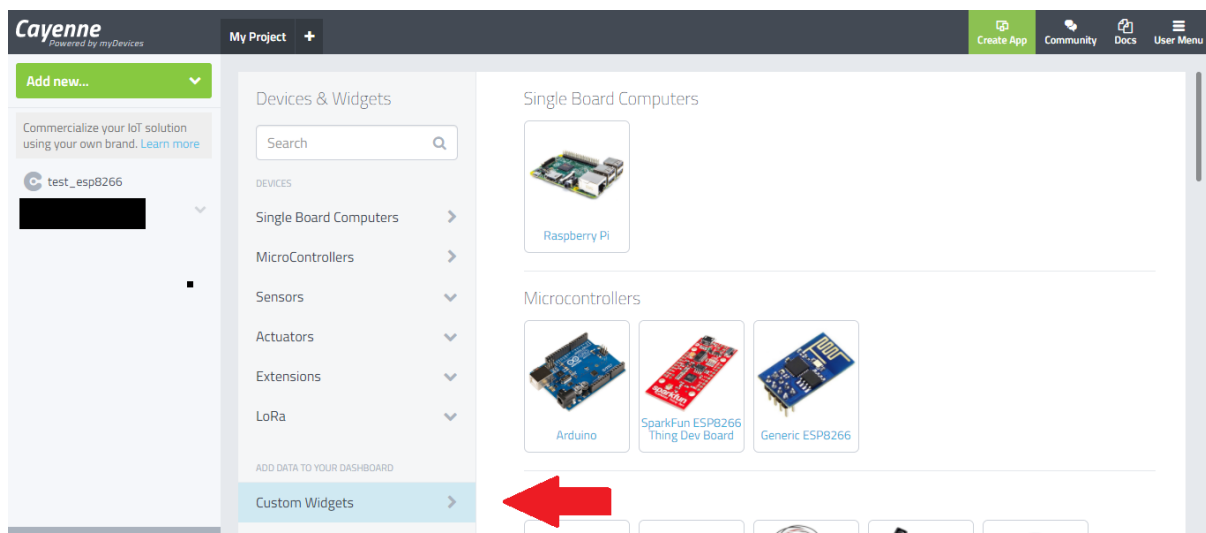 Cayenne
Powered by myDevices
My Project +
Create App
Community
Docs
User Menu
Add new...
Commercialize your IoT solution
using your own brand. Learn more
test_esp8266
Devices & Widgets
Search
DEVICES
Single Board Computers
MicroControllers
Sensors
Actuators
Extensions
LoRa
ADD DATA TO YOUR DASHBOARD
Custom Widgets
Single Board Computers
Raspberry Pi
Microcontrollers
sparkfun
Arduino
SparkFun ESP8266
Thing Dev Board
Generic ESP8266